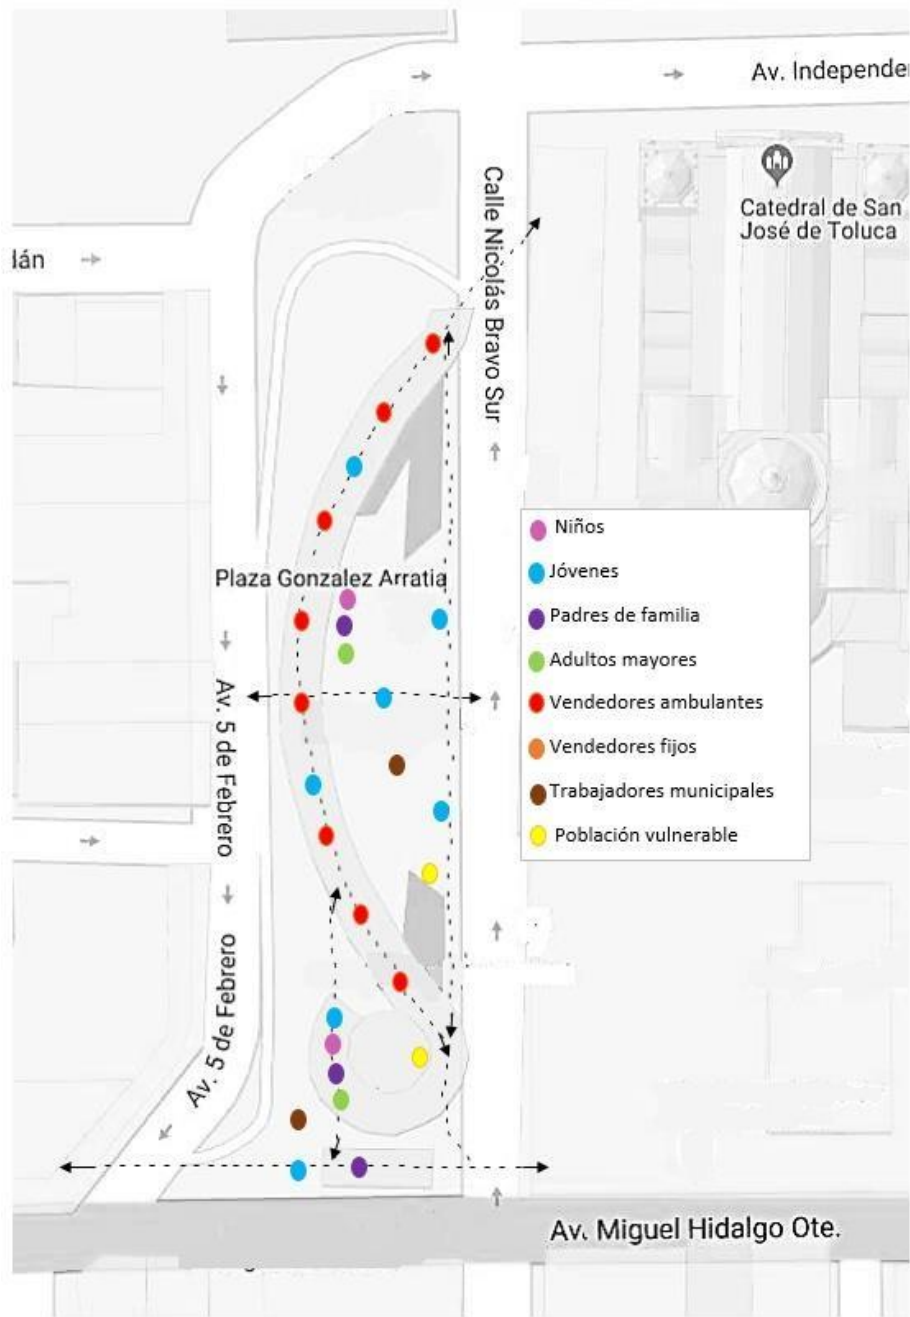 Av. Independe
Catedral de San
José de Toluca
Calle Nicolás Bravo Sur
dán
Niños
Jóvenes
Plaza Gonzalez Arratia
Padres de familia
Adultos mayores
Av. 5 de Febrero
Vendedores ambulantes
Vendedores fijos
Trabajadores municipales
Población vulnerable
Av. 5 de Febrero
Av. Miguel Hidalgo Ote.